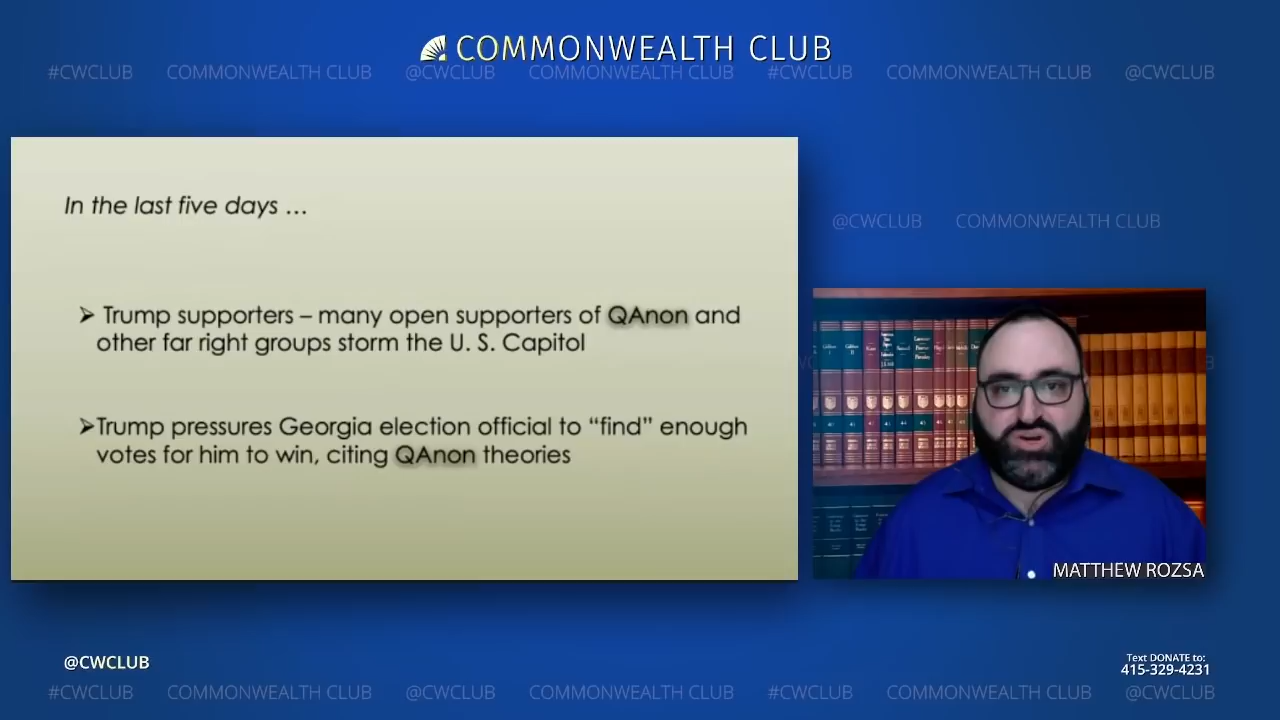 COMMONWEALTH CLUB
#CWCLUB COMMONWEALTH CLUB @CWCLUB COMMONWEALTH CLUB #CWCLUB COMMONWEALTH CLUB @CWCLUB
In the last five days …
@CWCLUB COMMONWEALTH CLUB
➢ Trump supporters – many open supporters of QAnon and
other far right groups storm the U. S. Capitol
➢Trump pressures Georgia election official to “find” enough
votes for him to win, citing QAnon theories
MATTHEW ROZSA
@CWCLUB
Text DONATE to:
415-329-4231
#CWCLUB COMMONWEALTH CLUB @CWCLUB COMMONWEALTH CLUB #CWCLUB COMMONWEALTH CLUB @CWCLUB